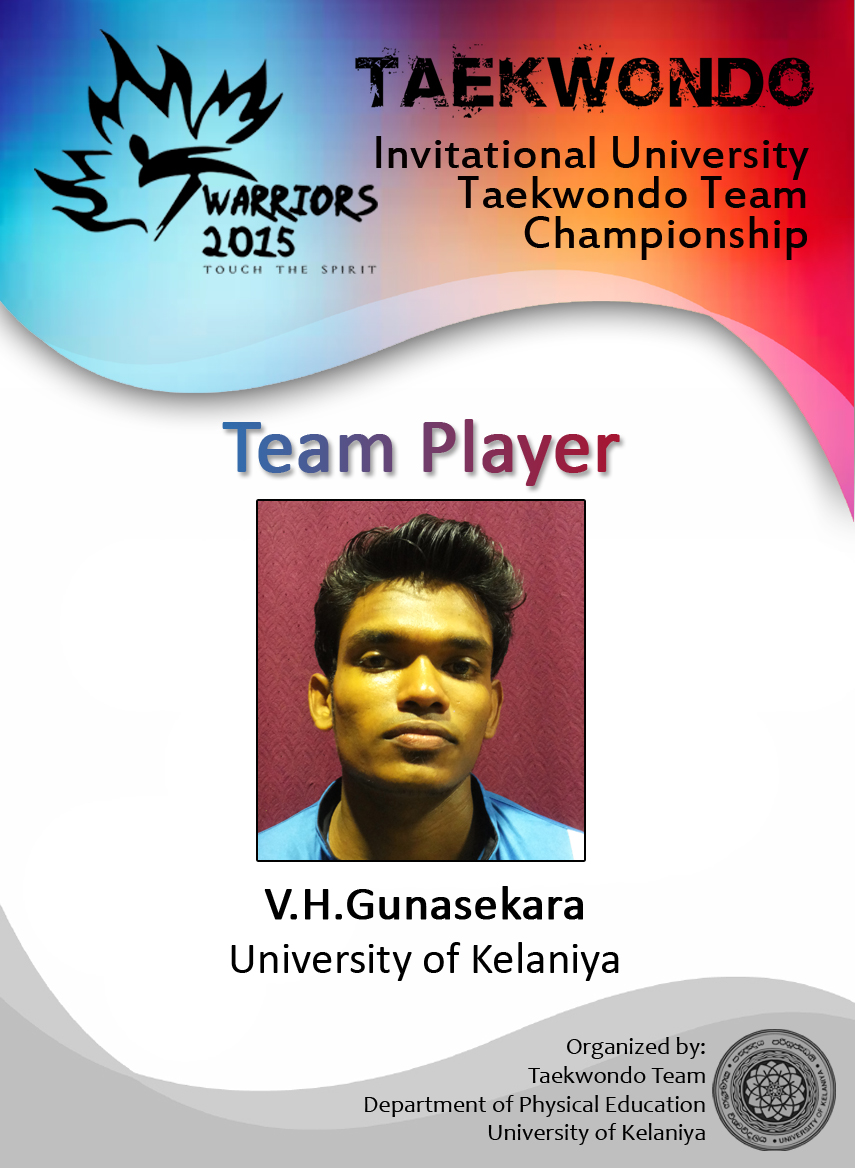 TAEKWONDO
Invitational University
Taekwondo Team
Championship
WARRIORS
2015
TOUCH THE SPIRIT
Team Player
V.H.Gunasekara
University of Kelaniya
Organized by:
Taekwondo Team
Department of Physical Education
University of Kelaniya
UNIVERSITY OF KELANIYA